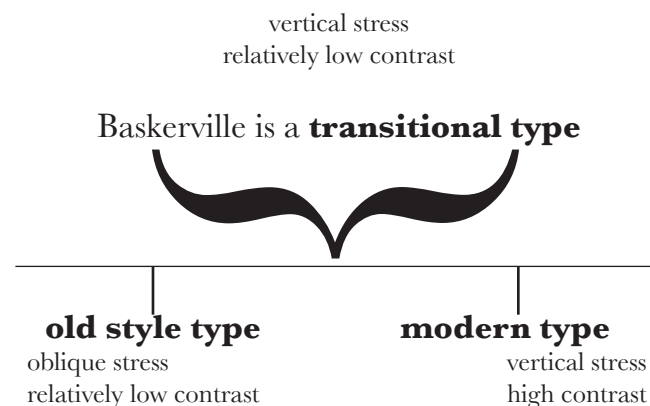 vertical stress
relatively low contrast
Baskerville is a transitional type
old style type
oblique stress
relatively low contrast
modern type
vertical stress
high contrast